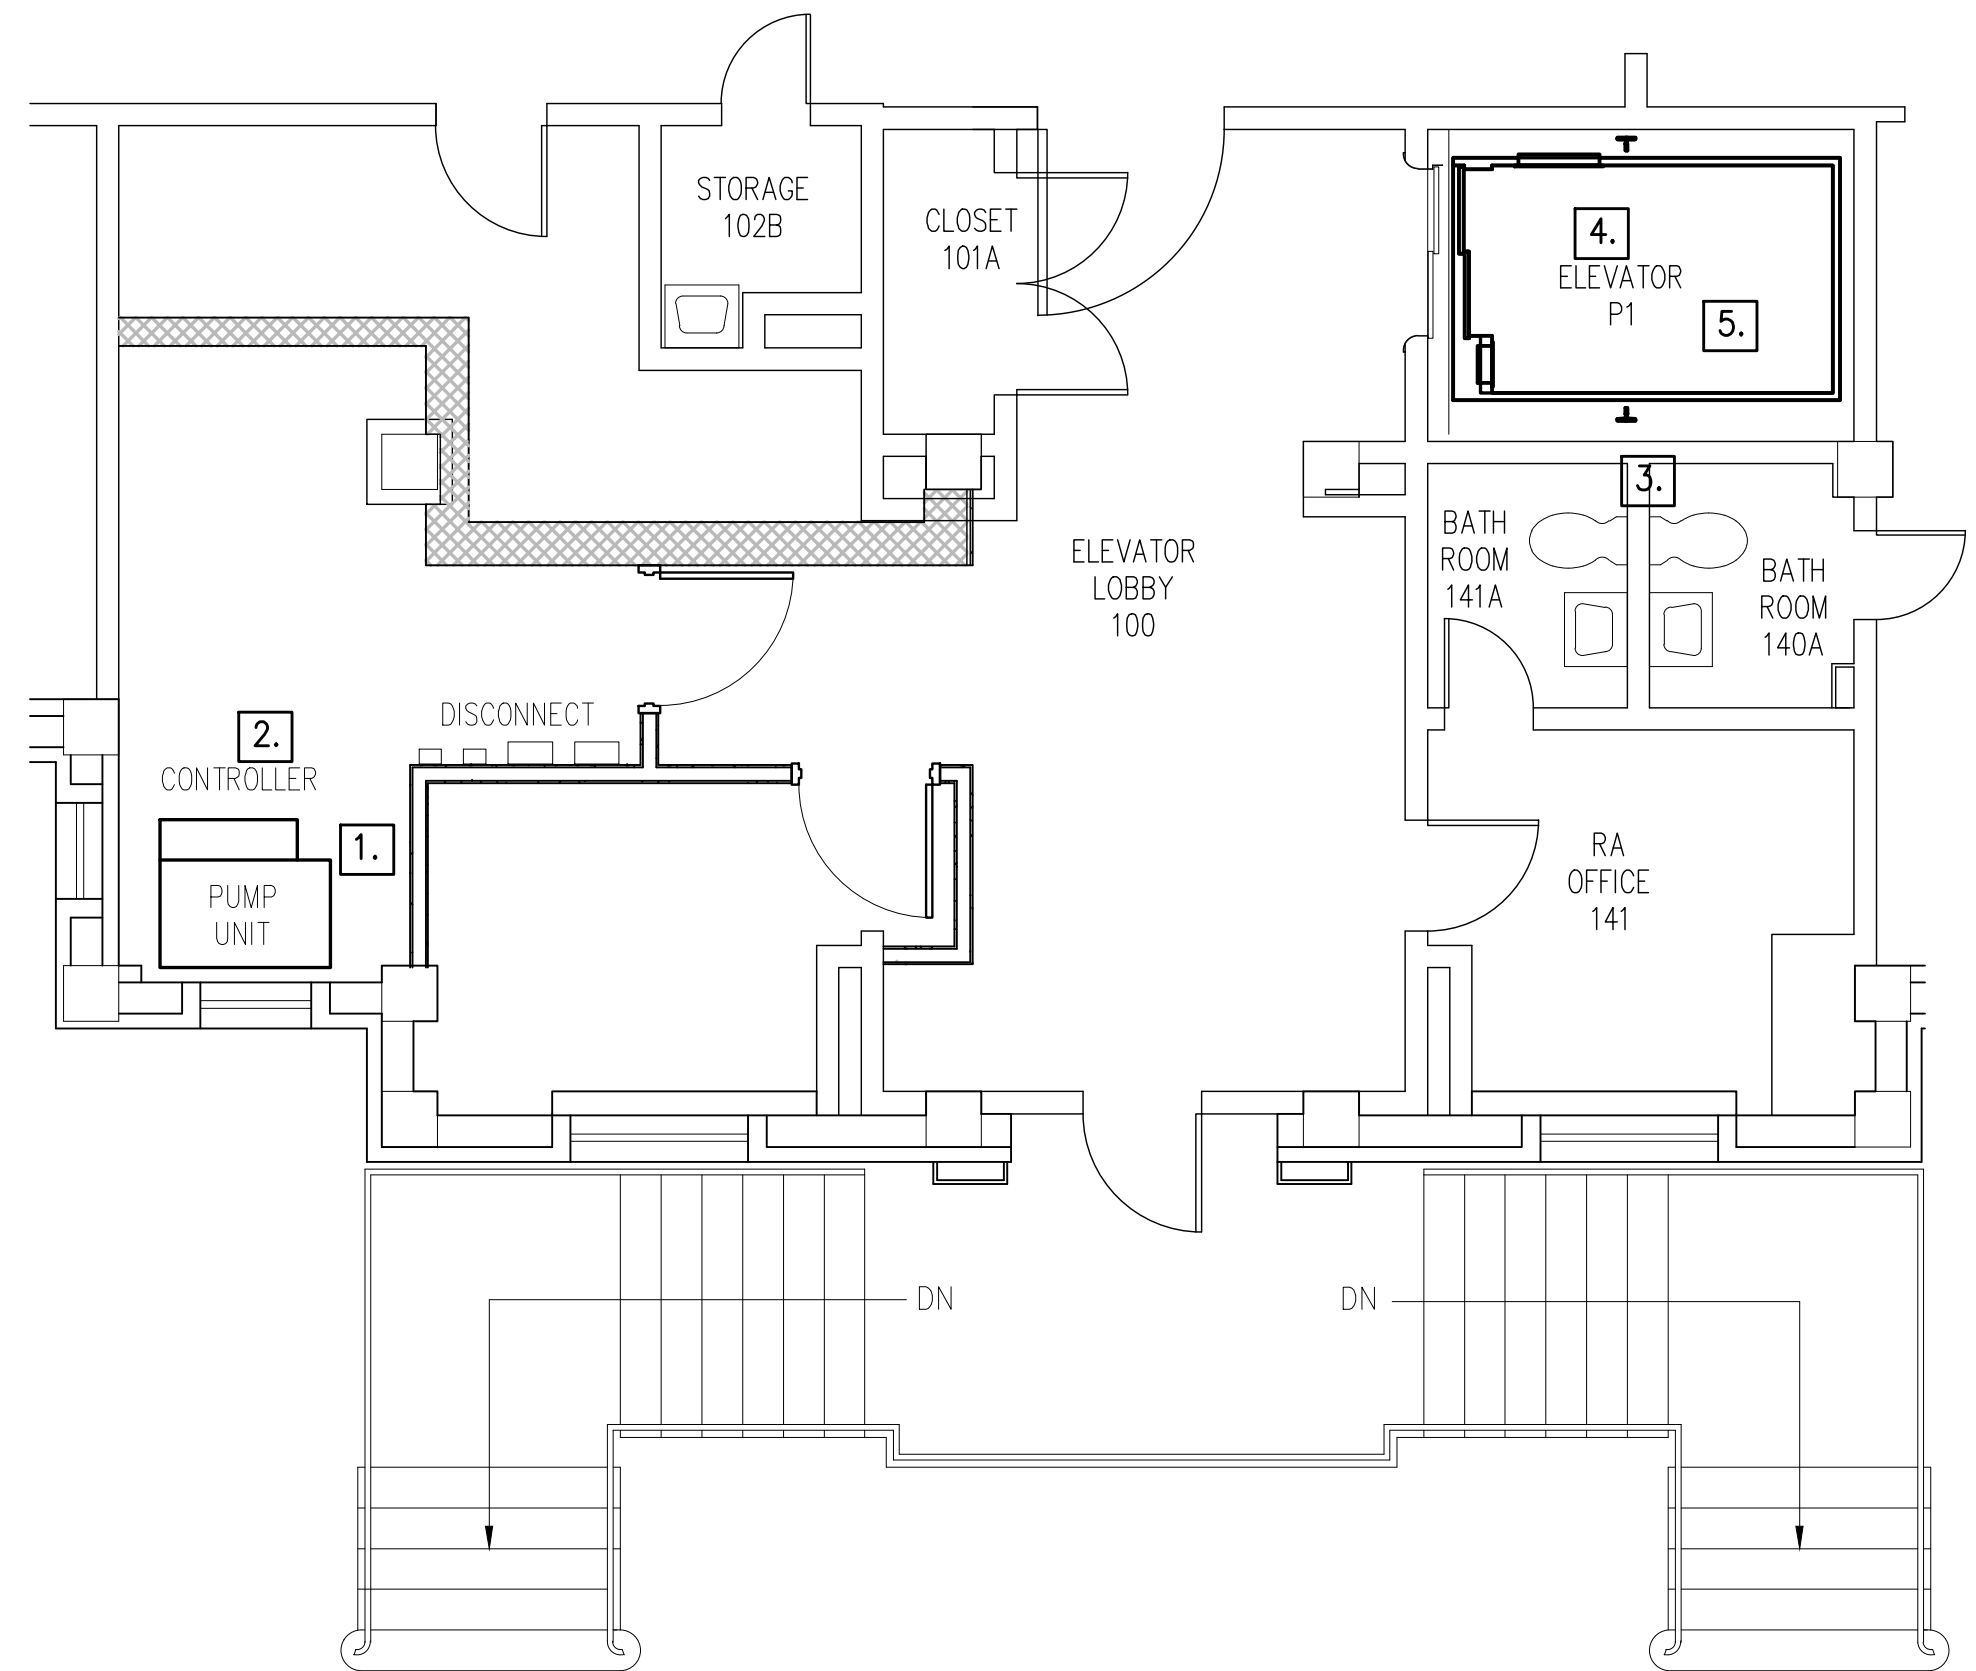 STORAGE
102B
CLOSET
101A
4.
ELEVATOR
P1
5.
3.
BATH
ROOM
141A
ELEVATOR
LOBBY
100
BATH
ROOM
140A
DISCONNECT
2.
CONTROLLER
1.
PUMP
UNIT
RA
OFFICE
141
DN
DN